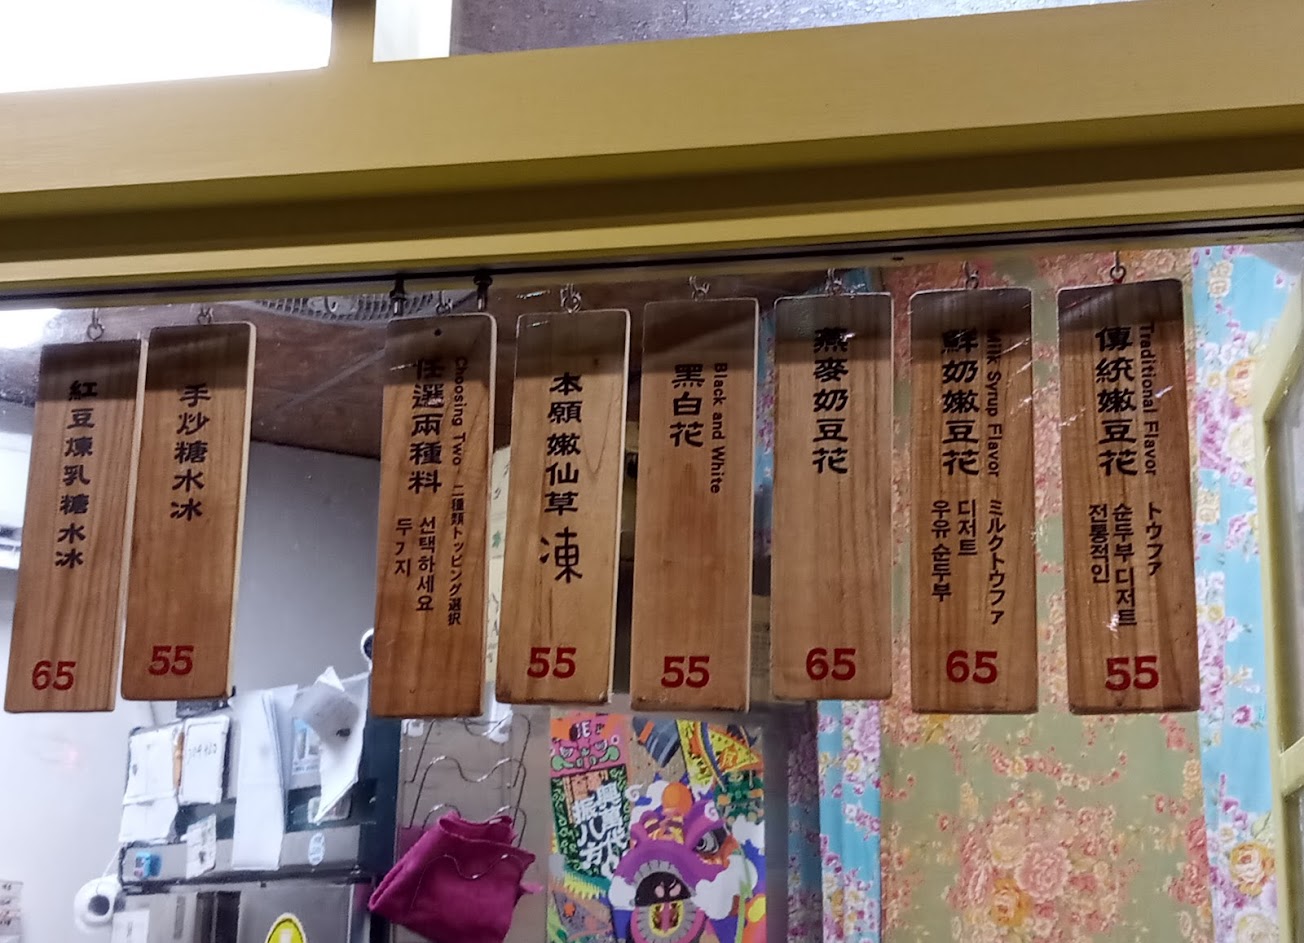 傳統嫩豆花
Traditional Flavor
トウファ
순두부 디저트
전통적인
55
鮮奶嫩豆花
Milk Syrup Flavor
ミルクトウファ
디저트
우유 순두부
65
燕麥奶豆花
65
黑白花
Black and White
55
本願嫩仙草凍
55
任選兩種料
Choosing Two
二種類トッピング選択
선택하세요
두가지
手炒糖水冰
55
紅豆煉乳糖水冰
65